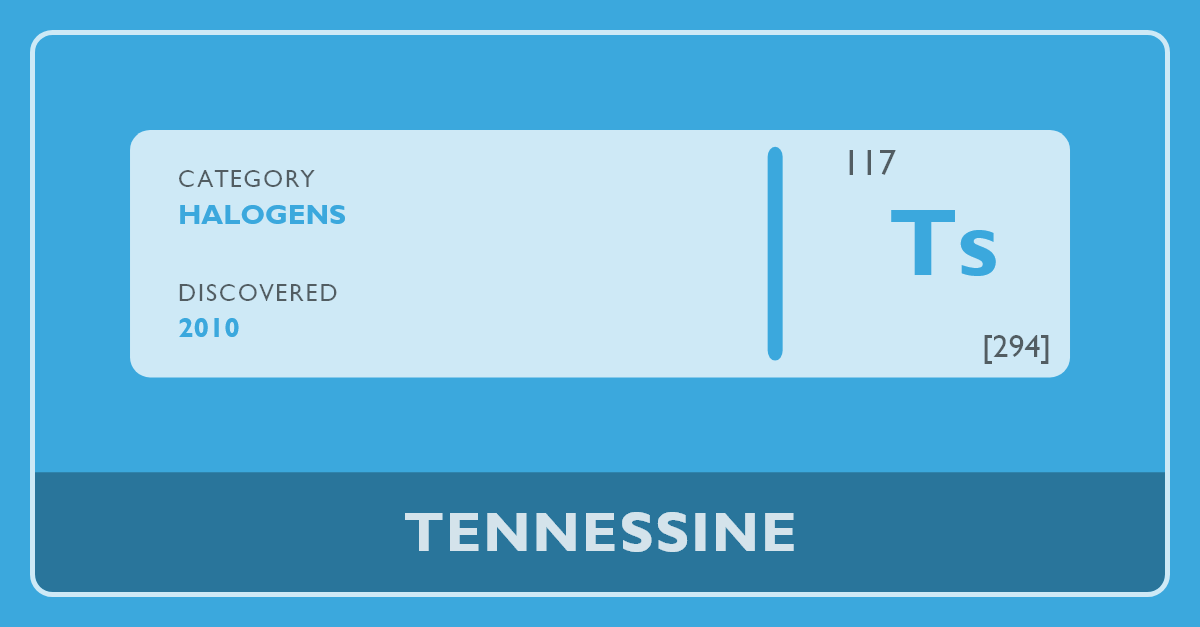 CATEGORY
HALOGENS
DISCOVERED
2010
117
Ts
[294]
TENNESSINE